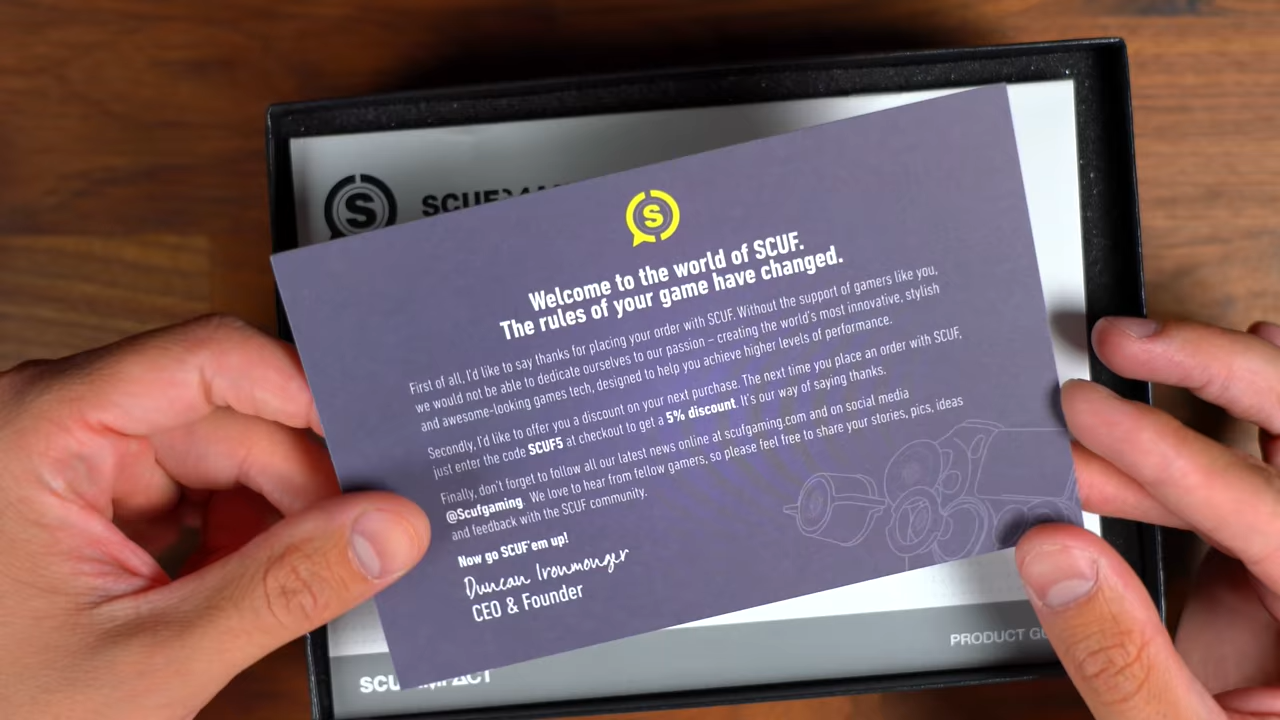 S
SCUF
S
Welcome to the world of SCUF.
The rules of your game have changed.
First of all, I'd like to say thanks for placing your order with SCUF. Without the support of gamers like you,
we would not be able to dedicate ourselves to our passion – creating the world's most innovative, stylish
and awesome-looking games tech, designed to help you achieve higher levels of performance.
Secondly, I'd like to offer you a discount on your next purchase. The next time you place an order with SCUF,
just enter the code SCUF5 at checkout to get a 5% discount. It's our way of saying thanks.
Finally, don't forget to follow all our latest news online at scufgaming.com and on social media
@Scufgaming. We love to hear from fellow gamers, so please feel free to share your stories, pics, ideas
and feedback with the SCUF community.
Now go SCUF'em up!
Duncan Ironmonger
CEO & Founder
PRODUCT GU